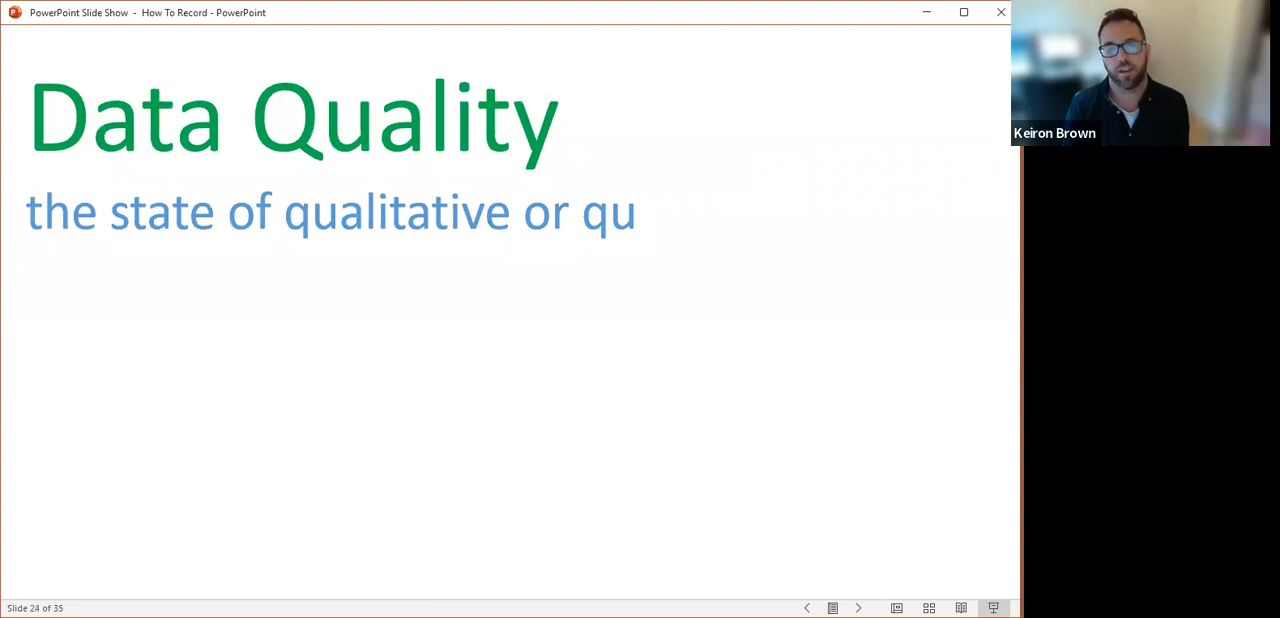 PowerPoint Slide Show - How To Record - PowerPoint
Data Quality
the state of qualitative or qu
Keiron Brown
Slide 24 of 35